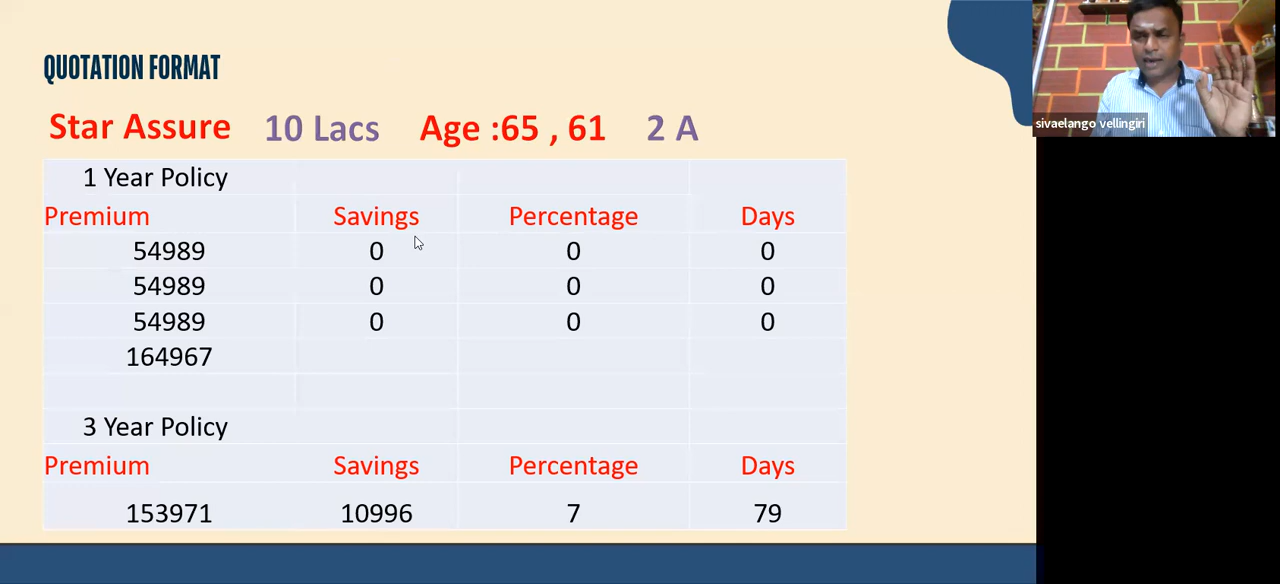 QUOTATION FORMAT
Star Assure 10 Lacs Age :65 , 61 2 A
1 Year Policy
Premium Savings Percentage Days
54989 0 0 0
54989 0 0 0
54989 0 0 0
164967
3 Year Policy
Premium Savings Percentage Days
153971 10996 7 79
sivaelango vellingiri